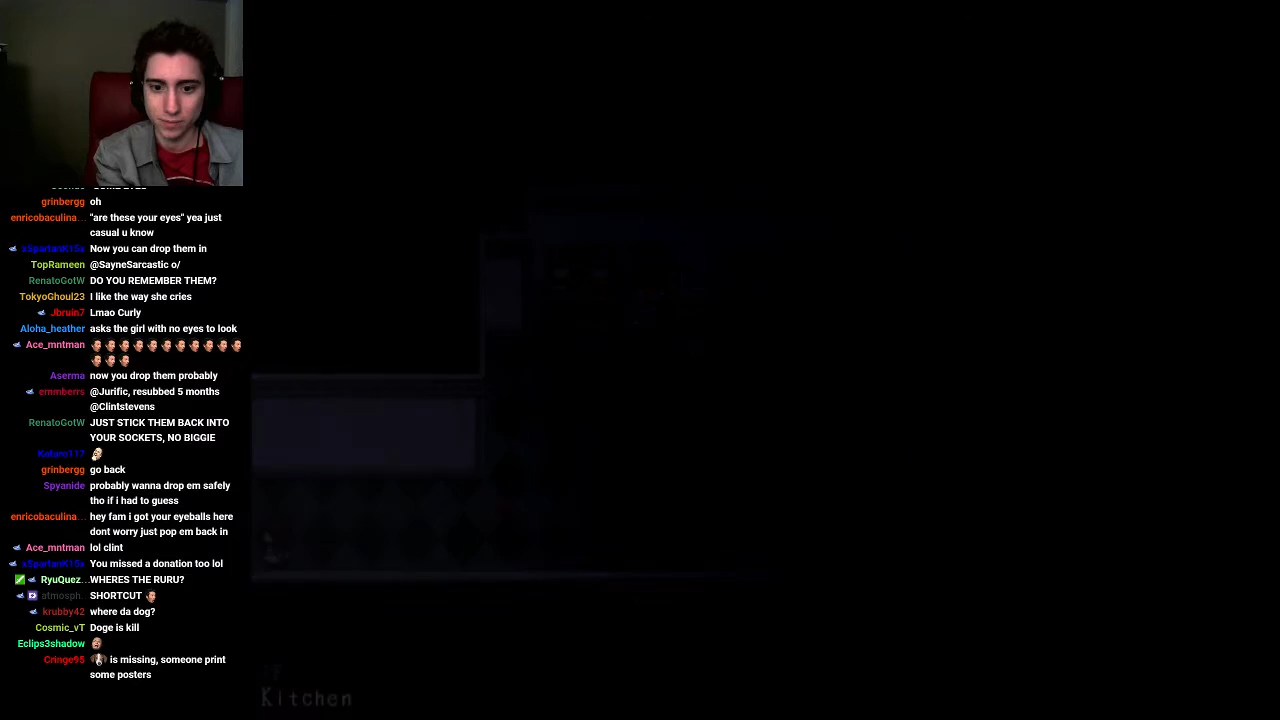 grinbergg oh
enricobaculina... "are these your eyes" yea just
casual u know
xSpartanK15x Now you can drop them in
TopRameen @SayneSarcastic o/
RenatoGotW DO YOU REMEMBER THEM?
TokyoGhoul23 I like the way she cries
Jbruin7 Lmao Curly
Aloha_heather asks the girl with no eyes to look
Ace_mntman
Aserma now you drop them probably
emmberrs @Jurific, resubbed 5 months
@Clintstevens
RenatoGotW JUST STICK THEM BACK INTO
YOUR SOCKETS, NO BIGGIE
grinbergg go back
Spyanide probably wanna drop em safely
tho if i had to guess
enricobaculina... hey fam i got your eyeballs here
dont worry just pop em back in
Ace_mntman lol clint
xSpartanK15x You missed a donation too lol
RyuQuez... WHERES THE RURU?
atmosph... SHORTCUT
krubby42 where da dog?
Cosmic_vT Doge is kill
Eclips3shadow
Cringe95 is missing, someone print
some posters
1F
Kitchen